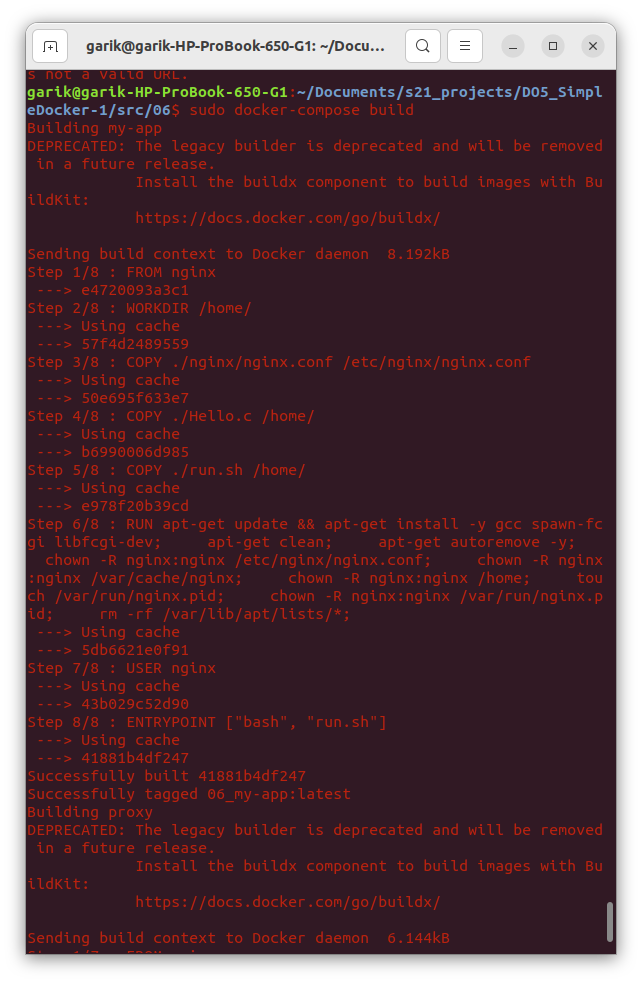 garik@garik-HP-ProBook-650-G1: ~/Docu...
s not a valid URL.
garik@garik-HP-ProBook-650-G1:~/Documents/s21_projects/DO5_Simpl
eDocker-1/src/06$ sudo docker-compose build
Building my-app
DEPRECATED: The legacy builder is deprecated and will be removed
 in a future release.
            Install the buildx component to build images with Bu
ildKit:
            https://docs.docker.com/go/buildx/
Sending build context to Docker daemon  8.192kB
Step 1/8 : FROM nginx
 ---> e4720093a3c1
Step 2/8 : WORKDIR /home/
 ---> Using cache
 ---> 57f4d2489559
Step 3/8 : COPY ./nginx/nginx.conf /etc/nginx/nginx.conf
 ---> Using cache
 ---> 50e695f633e7
Step 4/8 : COPY ./Hello.c /home/
 ---> Using cache
 ---> b6990006d985
Step 5/8 : COPY ./run.sh /home/
 ---> Using cache
 ---> e978f20b39cd
Step 6/8 : RUN apt-get update && apt-get install -y gcc spawn-fc
gi libfcgi-dev;     api-get clean;     apt-get autoremove -y;
  chown -R nginx:nginx /etc/nginx/nginx.conf;     chown -R nginx
:nginx /var/cache/nginx;     chown -R nginx:nginx /home;     tou
ch /var/run/nginx.pid;     chown -R nginx:nginx /var/run/nginx.p
id;     rm -rf /var/lib/apt/lists/*;
 ---> Using cache
 ---> 5db6621e0f91
Step 7/8 : USER nginx
 ---> Using cache
 ---> 43b029c52d90
Step 8/8 : ENTRYPOINT ["bash", "run.sh"]
 ---> Using cache
 ---> 41881b4df247
Successfully built 41881b4df247
Successfully tagged 06_my-app:latest
Building proxy
DEPRECATED: The legacy builder is deprecated and will be removed
 in a future release.
            Install the buildx component to build images with Bu
ildKit:
            https://docs.docker.com/go/buildx/
Sending build context to Docker daemon  6.144kB